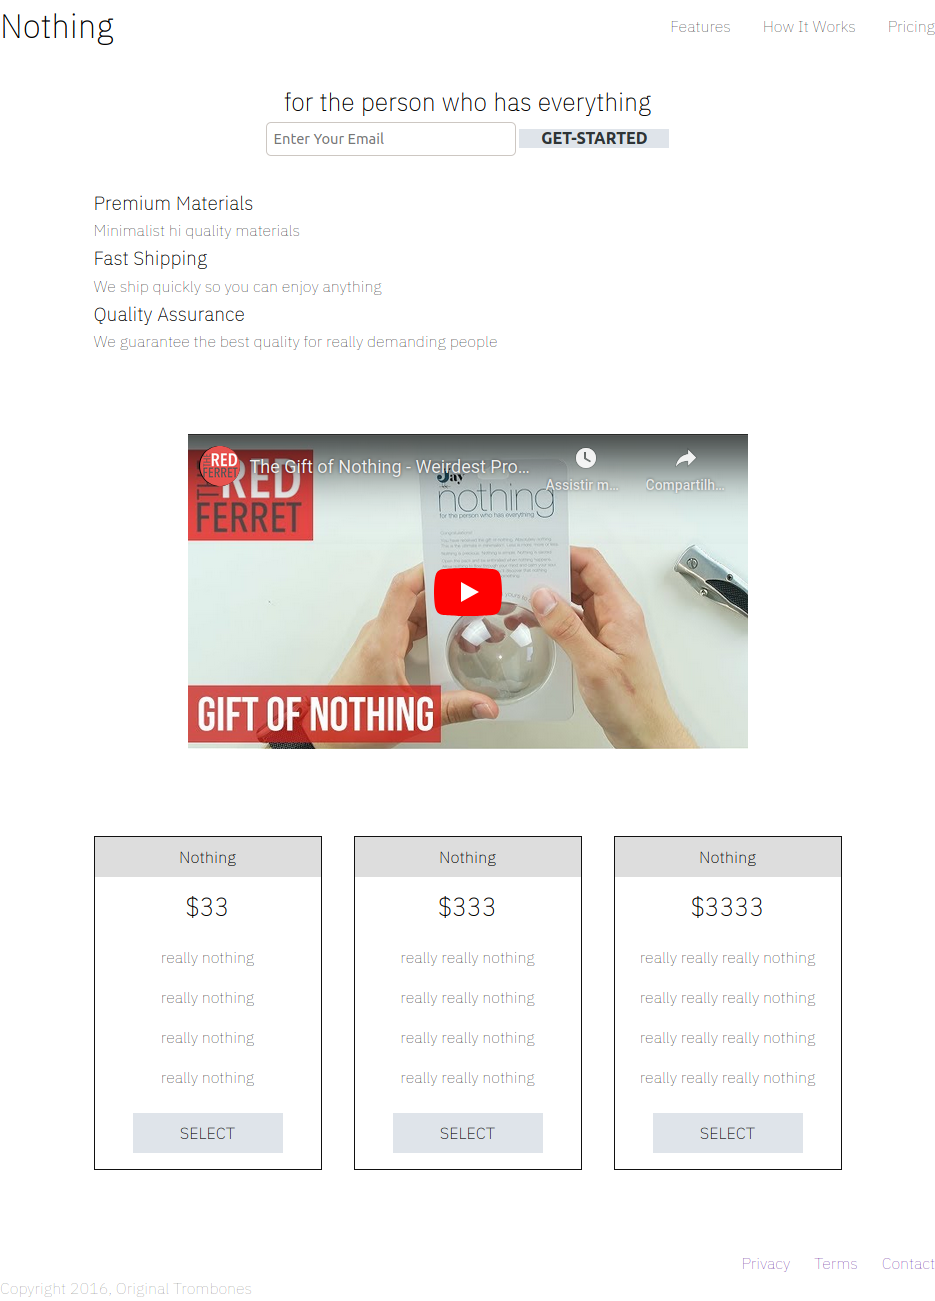 Nothing
Features How It Works Pricing
for the person who has everything
Enter Your Email
GET-STARTED
Premium Materials
Minimalist hi quality materials
Fast Shipping
We ship quickly so you can enjoy anything
Quality Assurance
We guarantee the best quality for really demanding people
The Gift of Nothing - Weirdest Pro...
Assistir m...
Compartilh...
THE
RED
FERRET
Jay
nothing
for the person who has everything
GIFT OF NOTHING
Nothing
$33
really nothing
really nothing
really nothing
really nothing
SELECT
Nothing
$333
really really nothing
really really nothing
really really nothing
really really nothing
SELECT
Nothing
$3333
really really really nothing
really really really nothing
really really really nothing
really really really nothing
SELECT
Privacy Terms Contact
Copyright 2016, Original Trombones